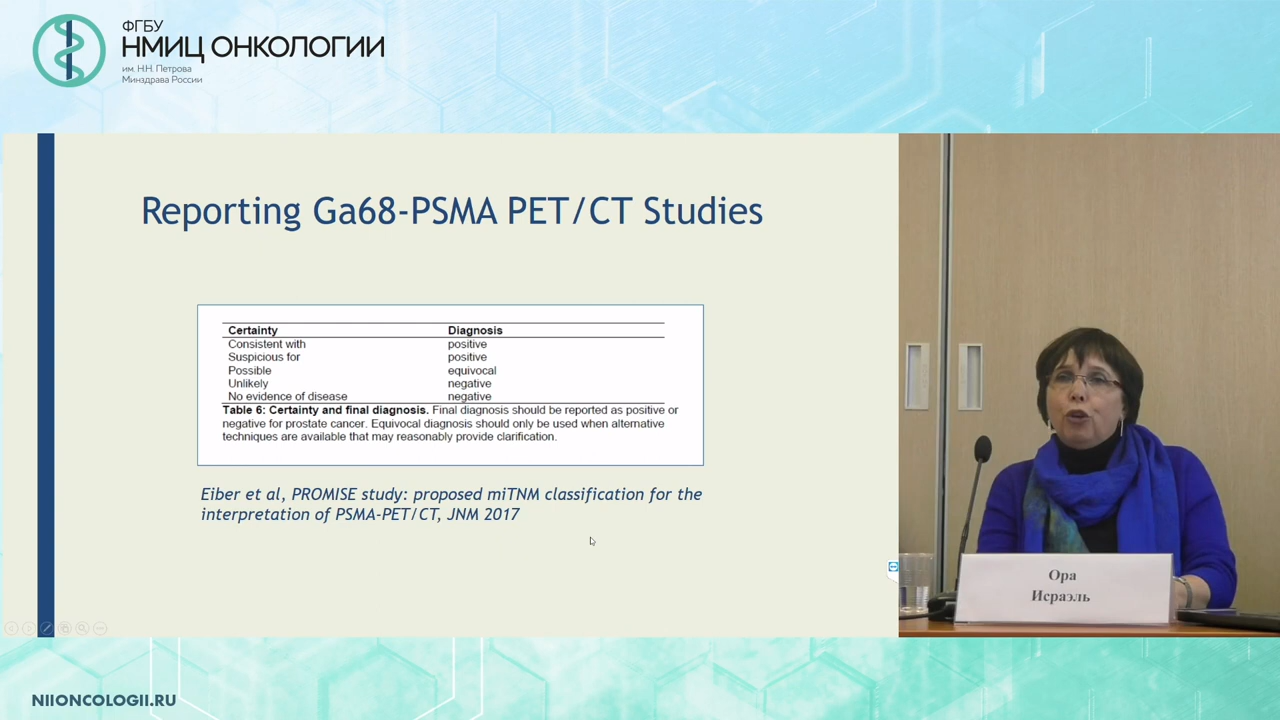 ФГБУ
НМИЦ ОНКОЛОГИИ
им. Н.Н. Петрова
Минздрава России
Reporting Ga68-PSMA PET/CT Studies
Certainty Diagnosis
Consistent with positive
Suspicious for positive
Possible equivocal
Unlikely negative
No evidence of disease negative
Table 6: Certainty and final diagnosis. Final diagnosis should be reported as positive or
negative for prostate cancer. Equivocal diagnosis should only be used when alternative
techniques are available that may reasonably provide clarification.
Eiber et al, PROMISE study: proposed miTNM classification for the
interpretation of PSMA-PET/CT, JNM 2017
Ора
Исраэль
NIIONCOLOGII.RU